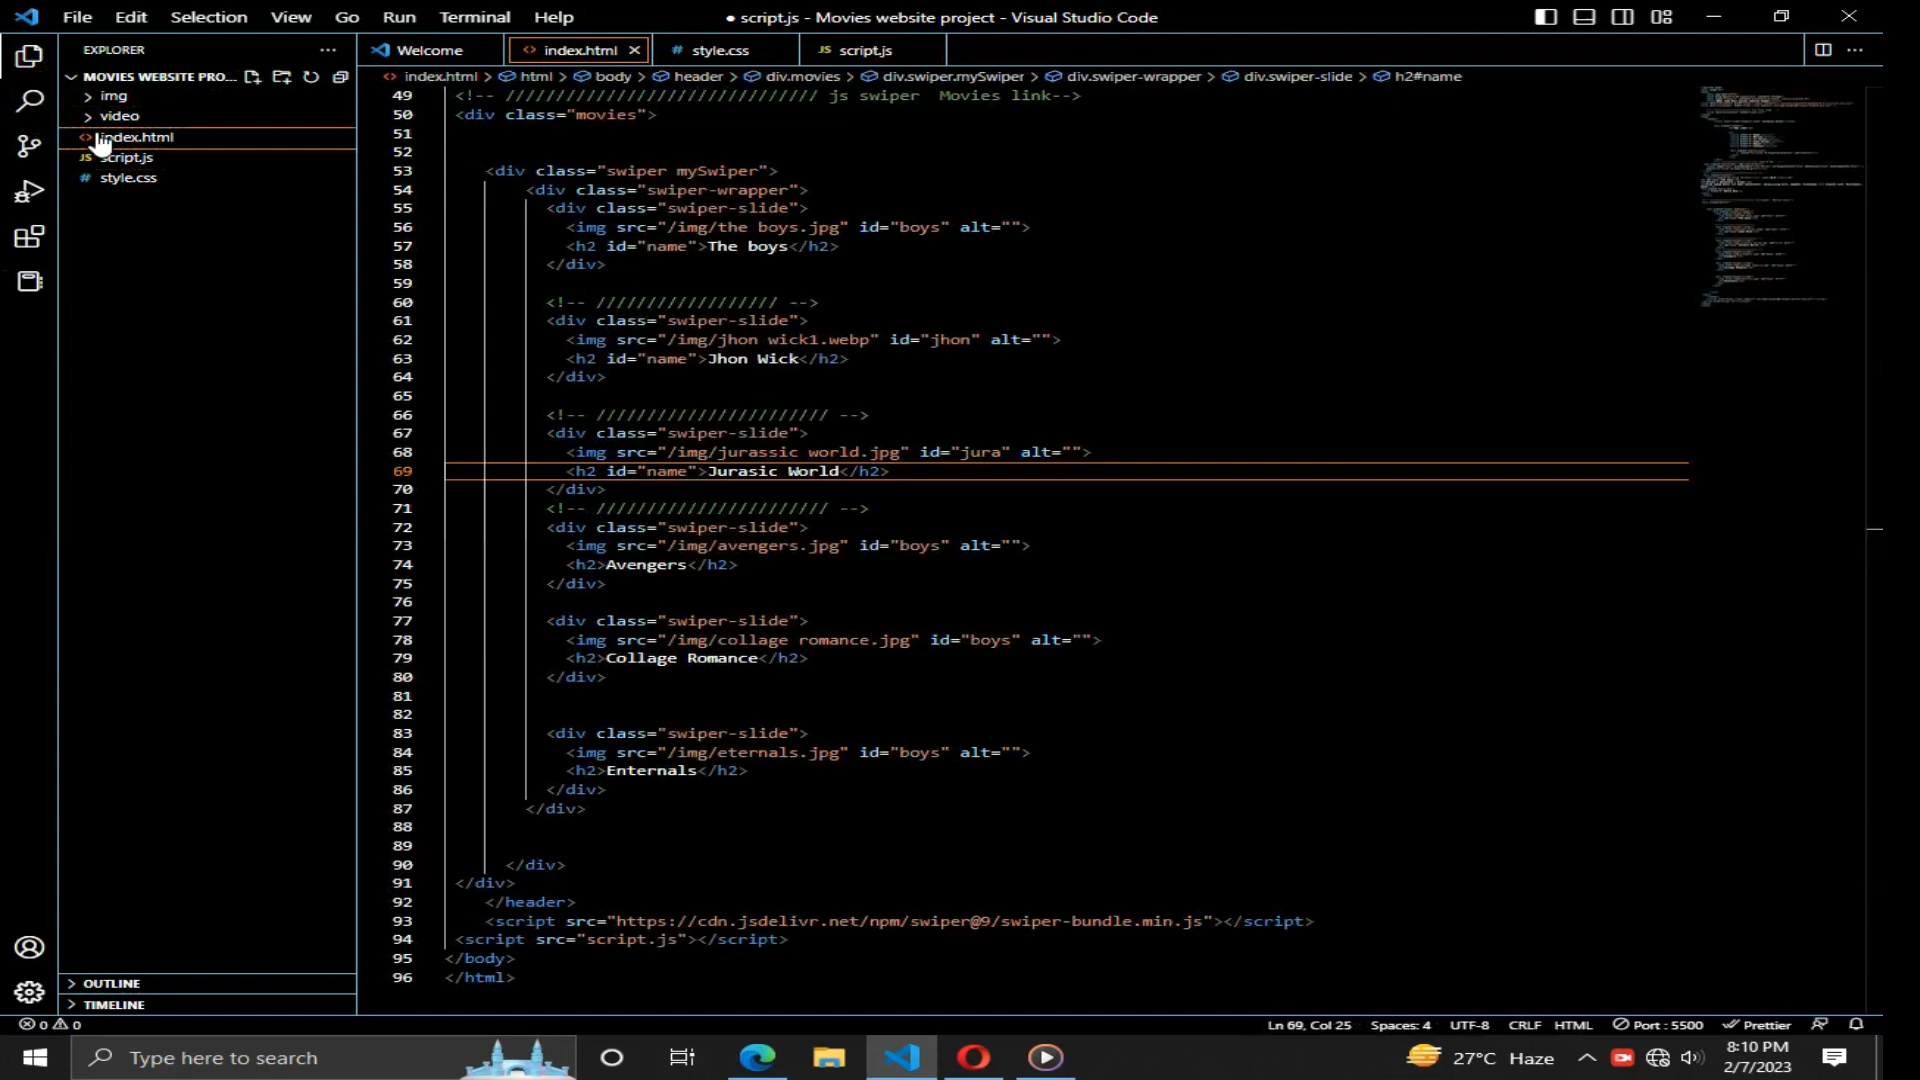 File Edit Selection View Go Run Terminal Help
● script.js - Movies website project - Visual Studio Code
EXPLORER
Welcome
<> index.html
# style.css
JS script.js
MOVIES WEBSITE PRO...
index.html > html > body > header > div.movies > div.swiper.mySwiper > div.swiper-wrapper > div.swiper-slide > h2#name
img
video
<> index.html
JS script.js
# style.css
49 <!-- /////////////////////////////// js swiper  Movies link-->
50 <div class="movies">
51
52
53 <div class="swiper mySwiper">
54 <div class="swiper-wrapper">
55 <div class="swiper-slide">
56 <img src="/img/the boys.jpg" id="boys" alt="">
57 <h2 id="name">The boys</h2>
58 </div>
59
60 <!-- ////////////////// -->
61 <div class="swiper-slide">
62 <img src="/img/jhon wick1.webp" id="jhon" alt="">
63 <h2 id="name">Jhon Wick</h2>
64 </div>
65
66 <!-- /////////////////////// -->
67 <div class="swiper-slide">
68 <img src="/img/jurassic world.jpg" id="jura" alt="">
69 <h2 id="name">Jurasic World</h2>
70 </div>
71 <!-- /////////////////////// -->
72 <div class="swiper-slide">
73 <img src="/img/avengers.jpg" id="boys" alt="">
74 <h2>Avengers</h2>
75 </div>
76
77 <div class="swiper-slide">
78 <img src="/img/collage romance.jpg" id="boys" alt="">
79 <h2>Collage Romance</h2>
80 </div>
81
82
83 <div class="swiper-slide">
84 <img src="/img/eternals.jpg" id="boys" alt="">
85 <h2>Enternals</h2>
86 </div>
87 </div>
88
89
90 </div>
91 </div>
92 </header>
93 <script src="https://cdn.jsdelivr.net/npm/swiper@9/swiper-bundle.min.js"></script>
94 <script src="script.js"></script>
95 </body>
96 </html>
OUTLINE
TIMELINE
0 0
Ln 69, Col 25 Spaces: 4 UTF-8 CRLF HTML Port : 5500 Prettier
Type here to search
27°C Haze
8:10 PM
2/7/2023